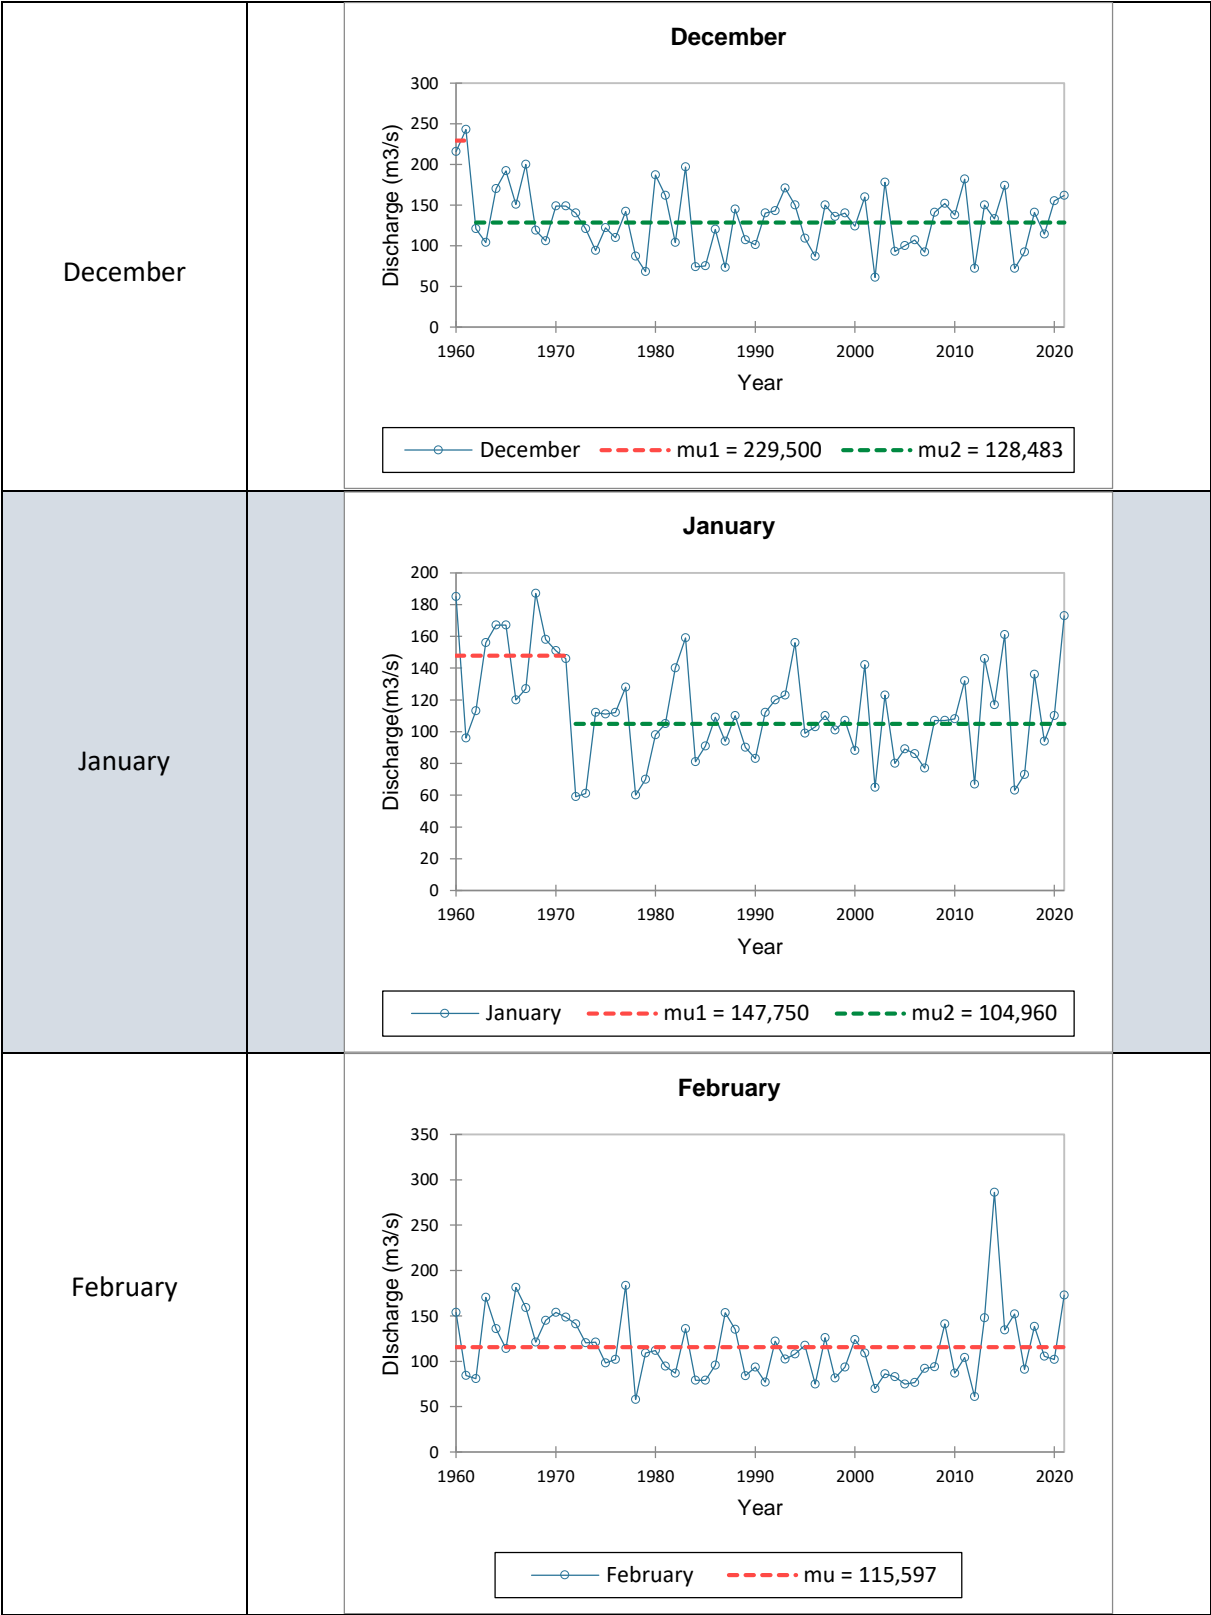 December
December
300
250
200
150
100
50
0
Discharge (m3/s)
1960 1970 1980 1990 2000 2010 2020
Year
December mu1 = 229,500 mu2 = 128,483
January
January
200
180
160
140
120
100
80
60
40
20
0
Discharge(m3/s)
1960 1970 1980 1990 2000 2010 2020
Year
January mu1 = 147,750 mu2 = 104,960
February
February
350
300
250
200
150
100
50
0
DIscharge (m3/s)
1960 1970 1980 1990 2000 2010 2020
Year
February mu = 115,597